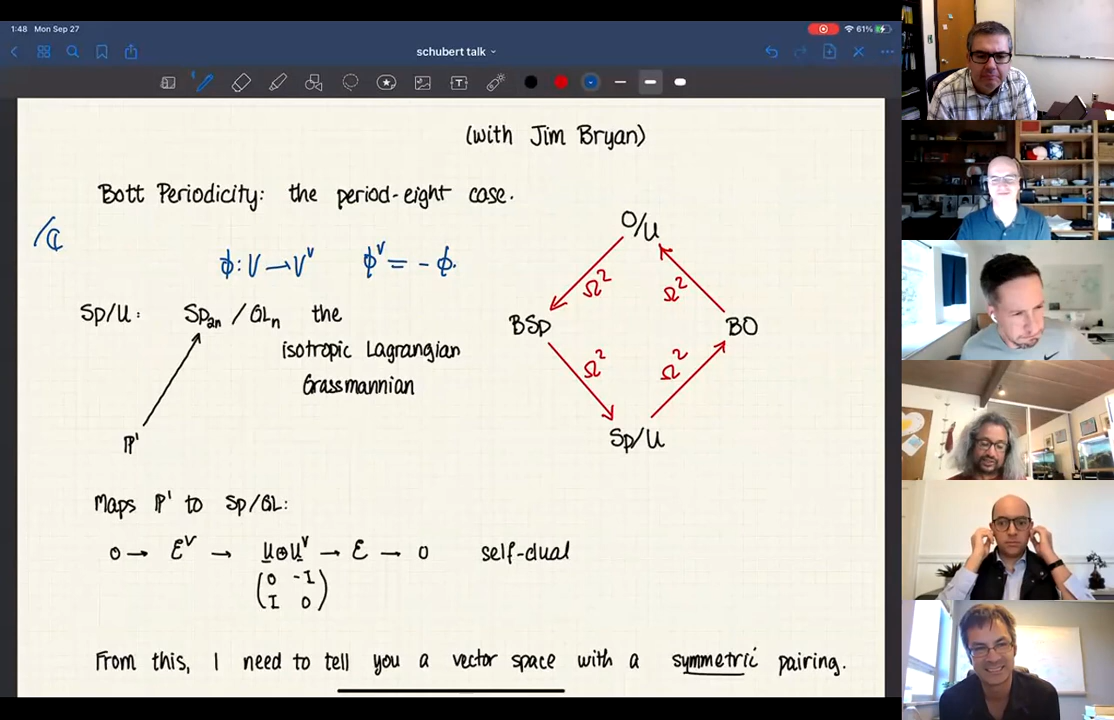 1:48 Mon Sep 27
61%
schubert talk
(with Jim Bryan)
Bott Periodicity: the period-eight case.
/ℂ
ϕ: V → V^∨ ϕ^∨ = - ϕ.
O/U
Ω² Ω²
BSp BO
Ω² Ω²
Sp/U
Sp/U: Sp₂ₙ / GLₙ the
isotropic Lagrangian
Grassmannian
ℙ¹
Maps ℙ¹ to Sp/GL:
0 → ℰ^∨ → U⊕U^∨ → ℰ → 0 self-dual
(0 -I
I 0)
From this, I need to tell you a vector space with a symmetric pairing.